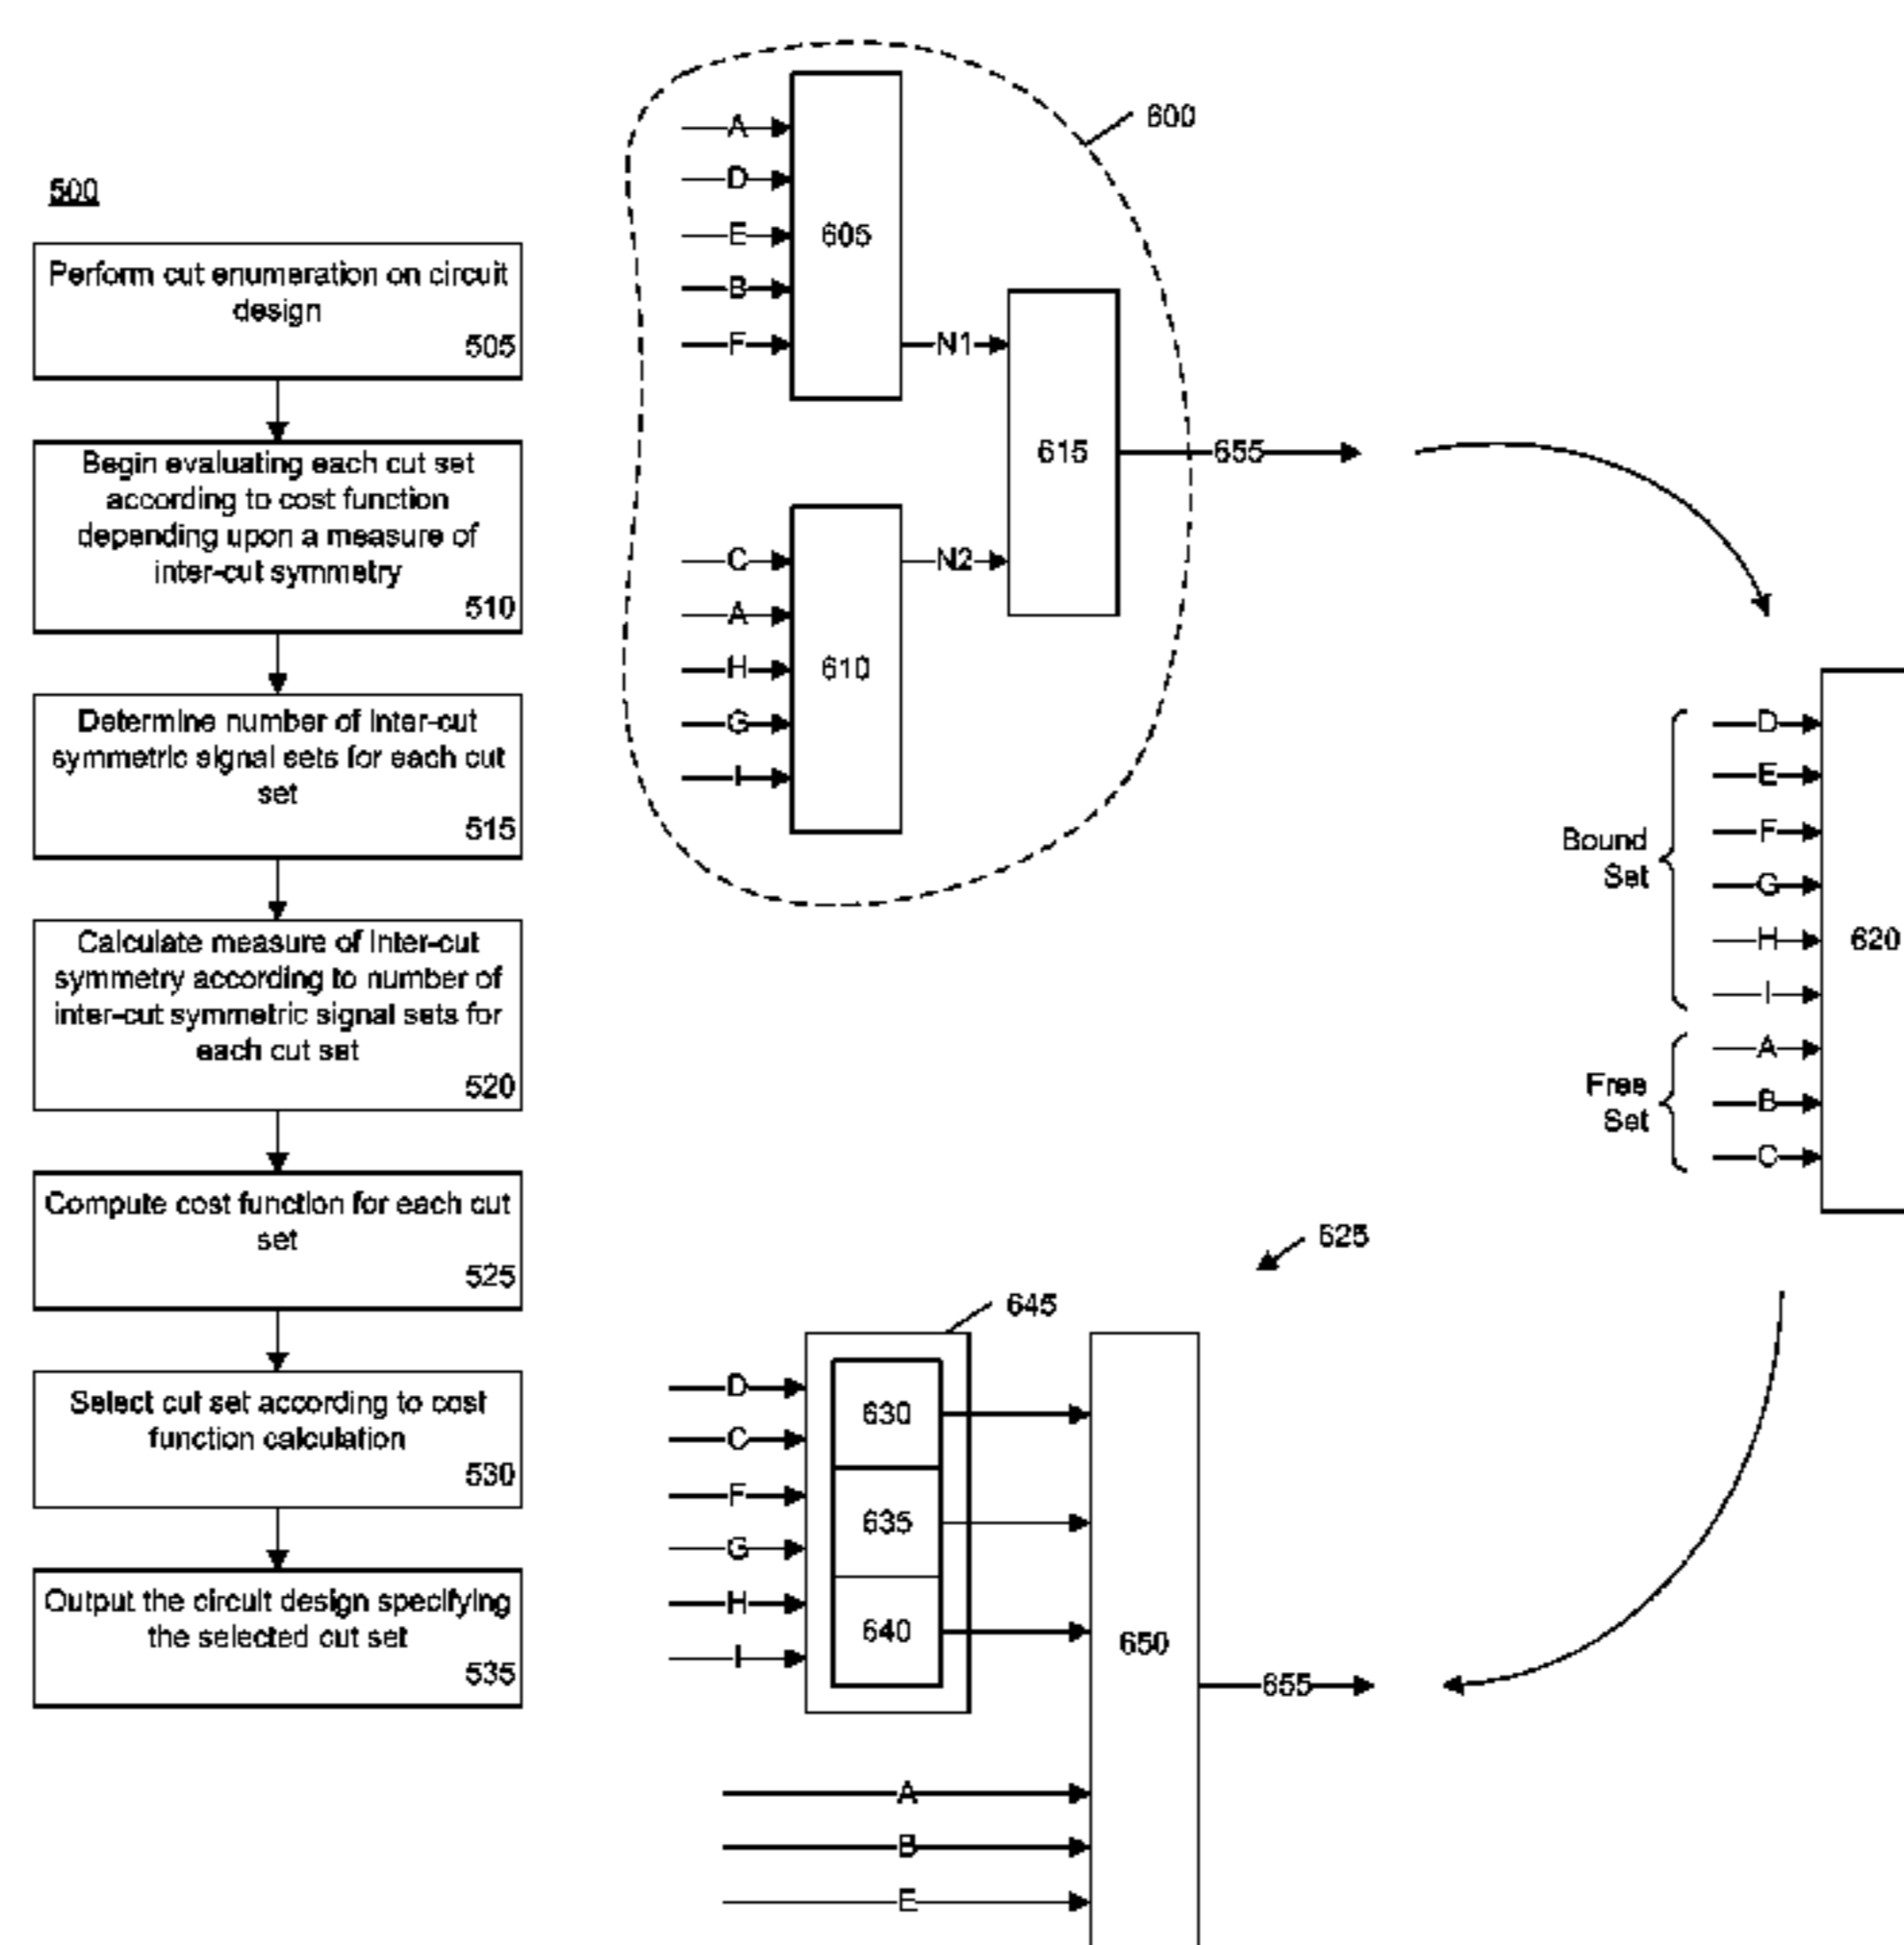 500
Perform cut enumeration on circuit
design
505
Begin evaluating each cut set
according to cost function
depending upon a measure of
inter-cut symmetry
510
Determine number of inter-cut
symmetric signal sets for each cut
set
515
Calculate measure of inter-cut
symmetry according to number of
inter-cut symmetric signal sets for
each cut set
520
Compute cost function for each cut
set
525
Select cut set according to cost
function calculation
530
Output the circuit design specifying
the selected cut set
535
600
A
D
E
B
F
605
N1
615
655
C
A
H
G
I
610
N2
Bound
Set
D
E
F
G
H
I
Free
Set
A
B
C
620
625
645
D
C
F
G
H
I
630
635
640
650
655
A
B
E